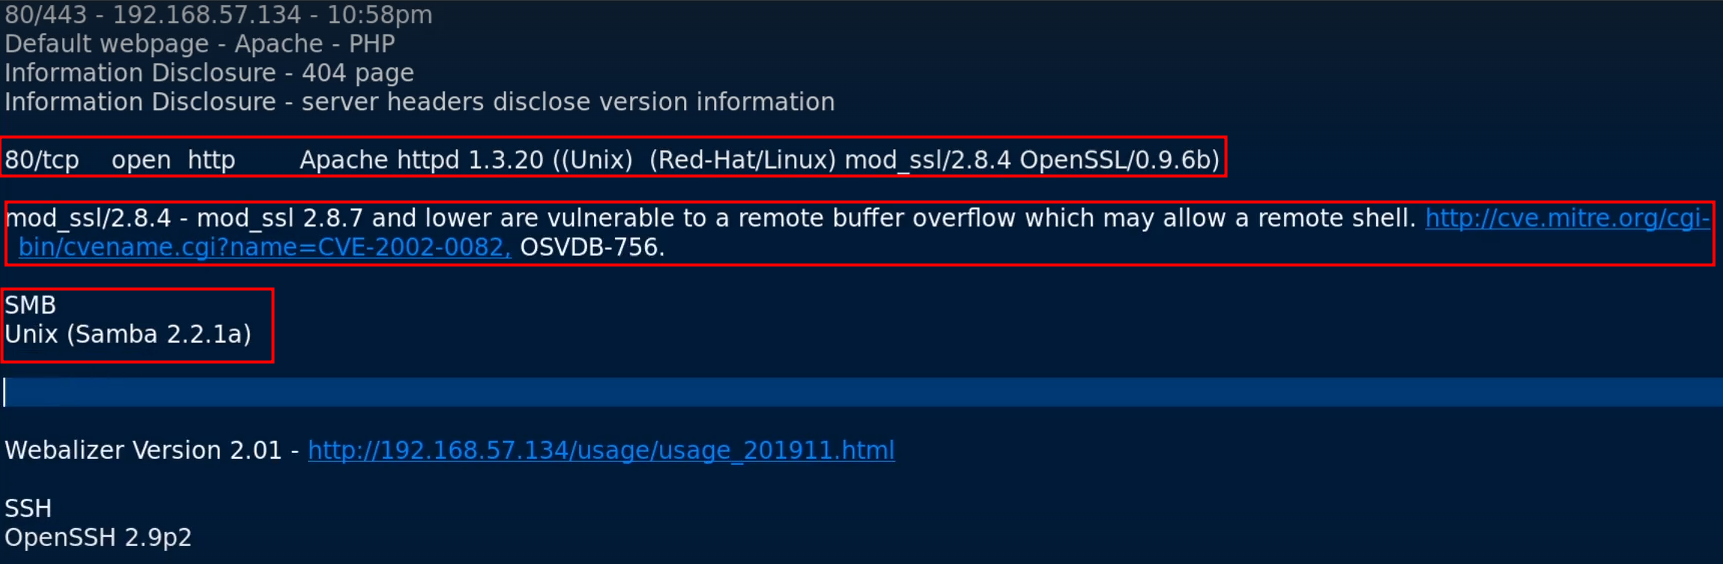 80/443 - 192.168.57.134 - 10:58pm
Default webpage - Apache - PHP
Information Disclosure - 404 page
Information Disclosure - server headers disclose version information
80/tcp open http Apache httpd 1.3.20 ((Unix) (Red-Hat/Linux) mod_ssl/2.8.4 OpenSSL/0.9.6b)
mod_ssl/2.8.4 - mod_ssl 2.8.7 and lower are vulnerable to a remote buffer overflow which may allow a remote shell. http://cve.mitre.org/cgi-
bin/cvename.cgi?name=CVE-2002-0082, OSVDB-756.
SMB
Unix (Samba 2.2.1a)
Webalizer Version 2.01 - http://192.168.57.134/usage/usage_201911.html
SSH
OpenSSH 2.9p2